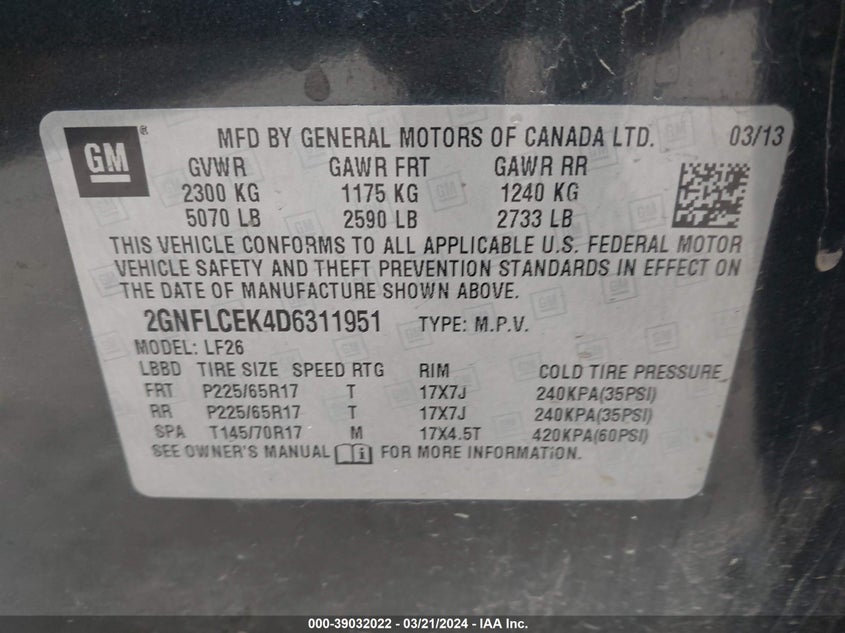 GM ® MFD BY GENERAL MOTORS OF CANADA LTD. 03/13
GVWR GAWR FRT GAWR RR
2300 KG 1175 KG 1240 KG
5070 LB 2590 LB 2733 LB
THIS VEHICLE CONFORMS TO ALL APPLICABLE U.S. FEDERAL MOTOR
VEHICLE SAFETY AND THEFT PREVENTION STANDARDS IN EFFECT ON
THE DATE OF MANUFACTURE SHOWN ABOVE.
2GNFLCEK4D6311951 TYPE: M.P.V.
MODEL: LF26
LBBD TIRE SIZE SPEED RTG RIM COLD TIRE PRESSURE
FRT P225/65R17 T 17X7J 240KPA(35PSI)
RR P225/65R17 T 17X7J 240KPA(35PSI)
SPA T145/70R17 M 17X4.5T 420KPA(60PSI)
SEE OWNER'S MANUAL FOR MORE INFORMATION.
000-39032022 - 03/21/2024 - IAA Inc.